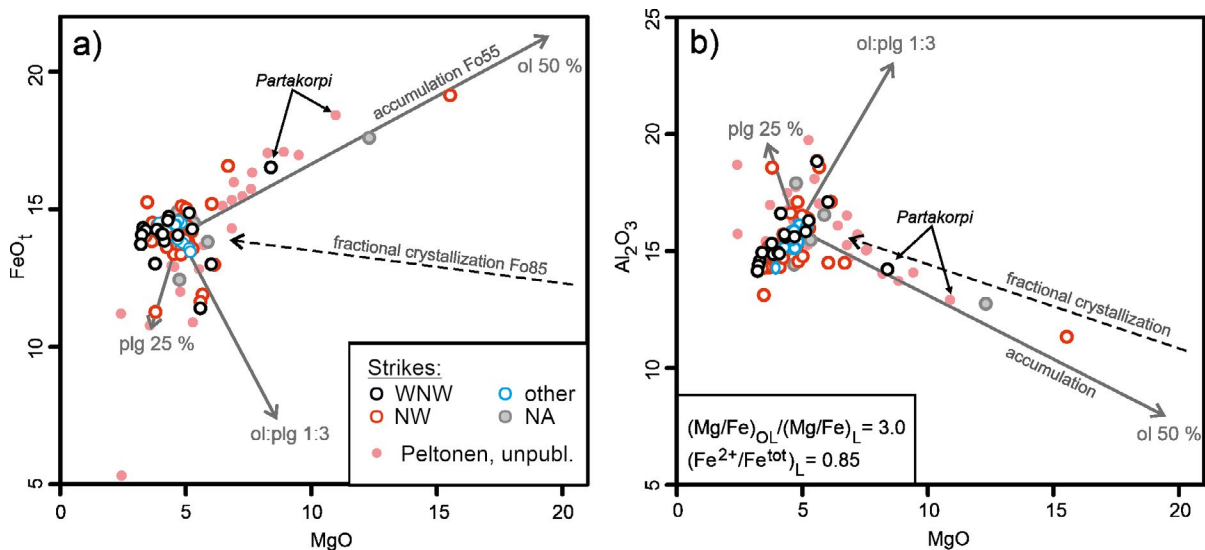 a)
FeOt
20
15
10
5
0
5
10
15
20
MgO
Partakorpi
accumulation Fo55
ol 50 %
fractional crystallization Fo85
plg 25 %
ol:plg 1:3
Strikes:
WNW
other
NW
NA
Peltonen, unpubl.
b)
Al2O3
25
20
15
10
5
0
5
10
15
20
MgO
ol:plg 1:3
plg 25 %
Partakorpi
fractional crystallization
accumulation
ol 50 %
(Mg/Fe)OL/(Mg/Fe)L= 3.0
(Fe2+/Fetot)L= 0.85